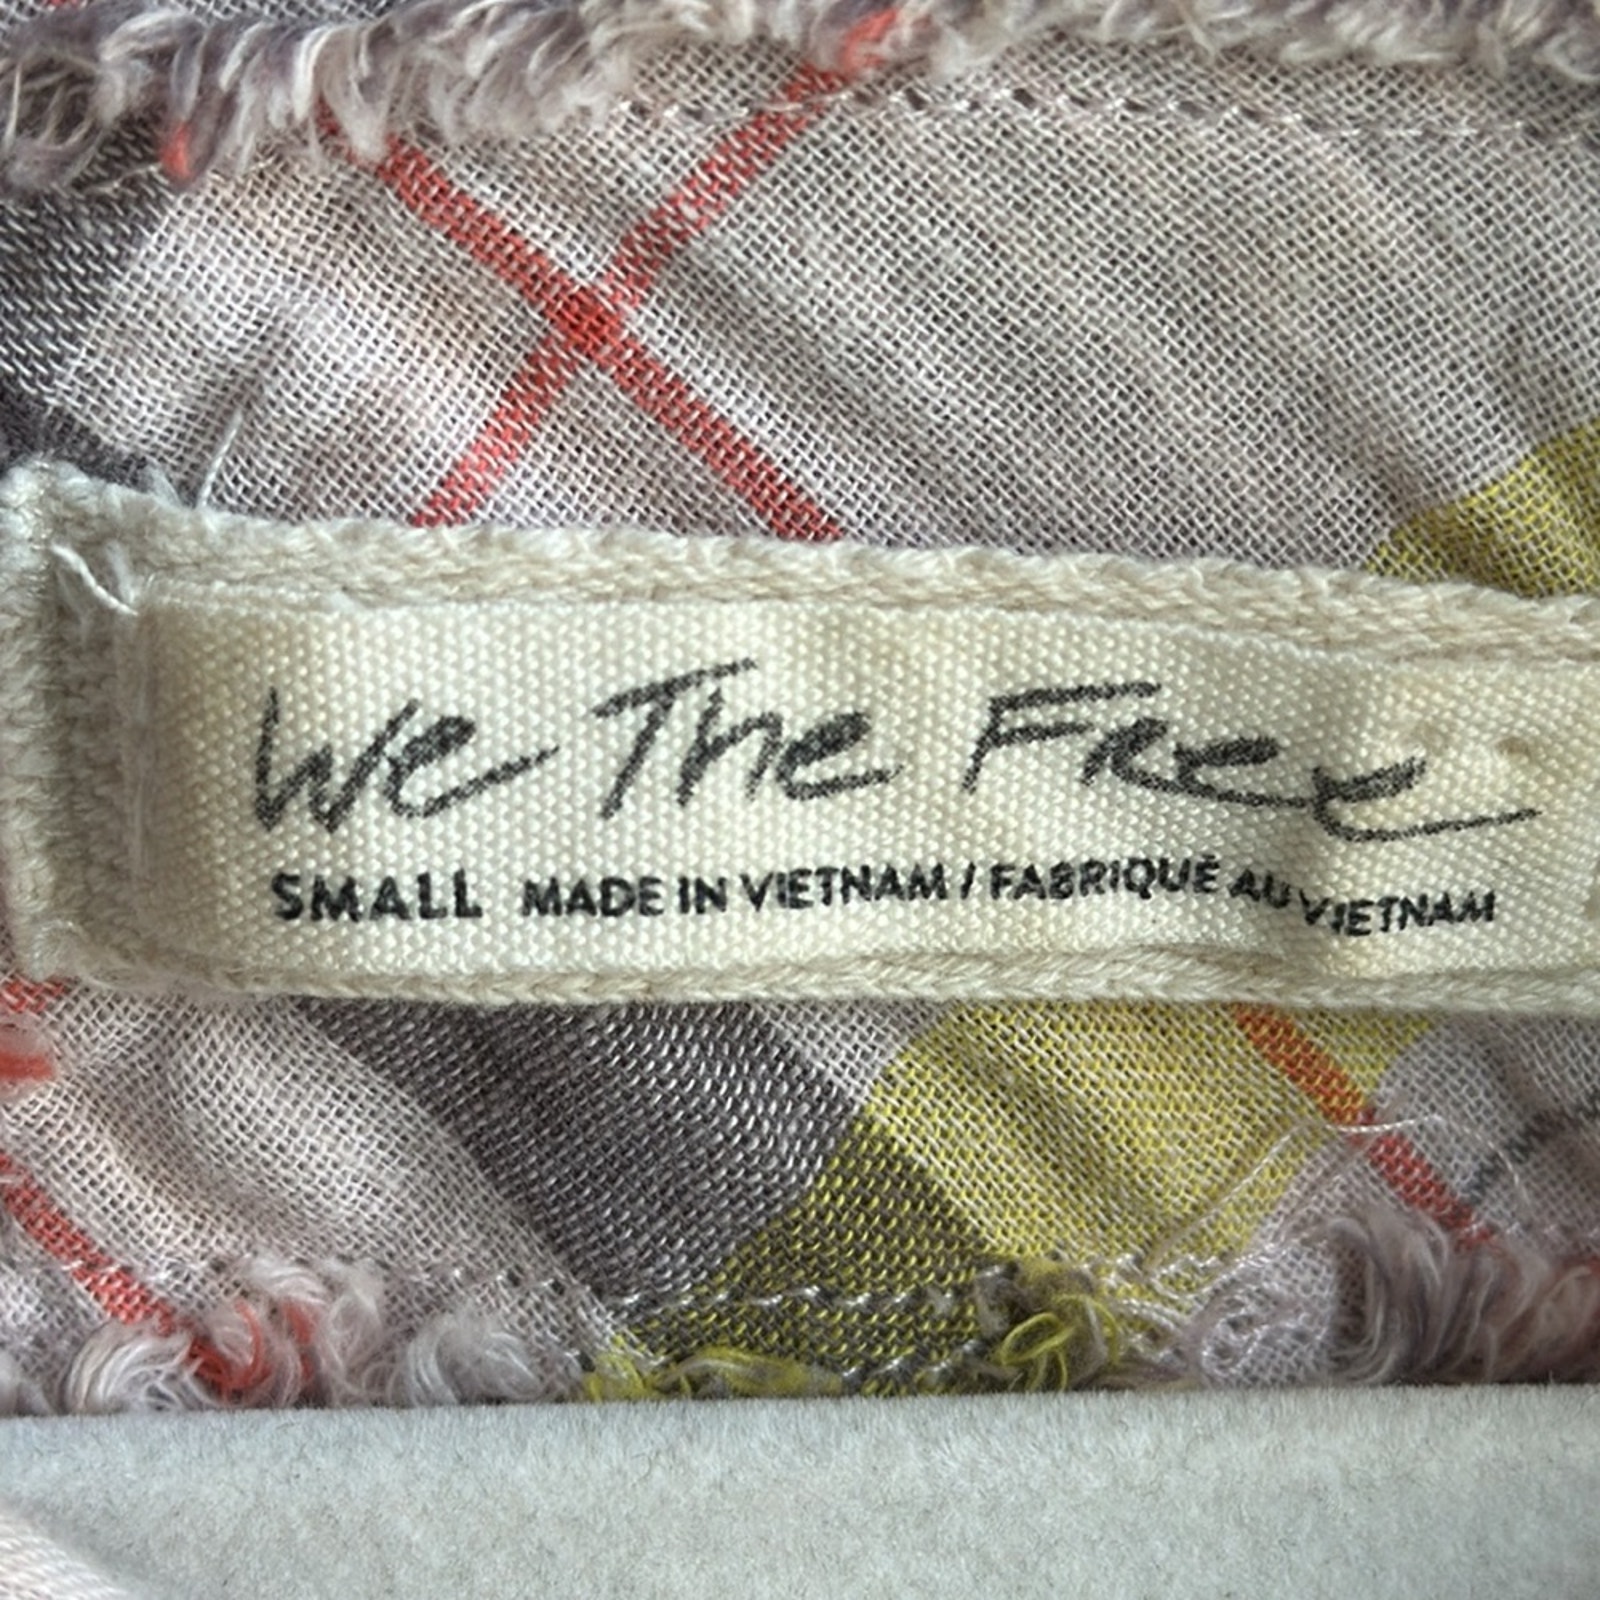 We The Free
SMALL MADE IN VIETNAM / FABRIQUÉ AU VIETNAM